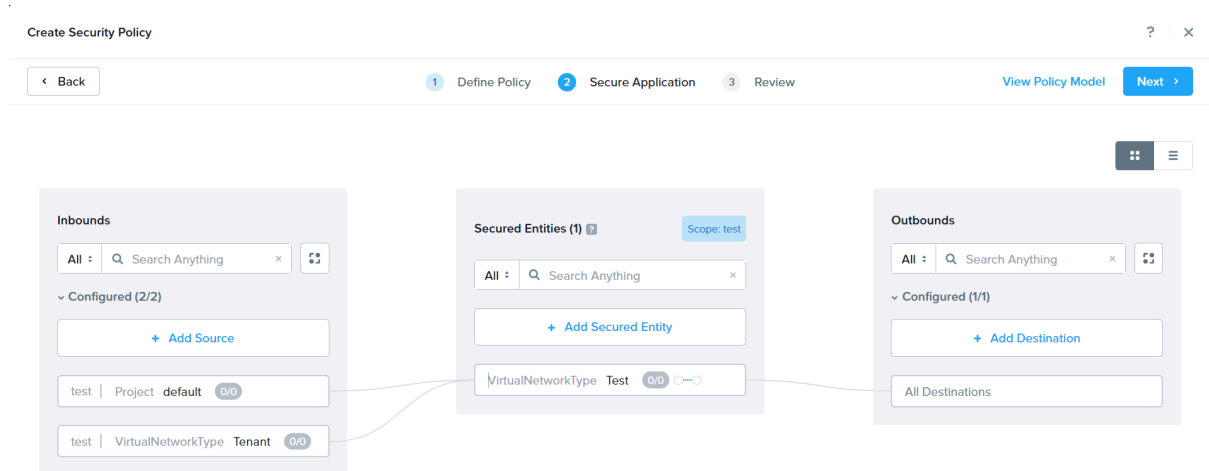 Create Security Policy
?
Back
1 Define Policy 2 Secure Application 3 Review
View Policy Model
Next
Inbounds
All Search Anything
Configured (2/2)
+ Add Source
test | Project default 0/0
test | VirtualNetworkType Tenant 0/0
Secured Entities (1) ?
Scope: test
All Search Anything
+ Add Secured Entity
VirtualNetworkType Test 0/0
Outbounds
All Search Anything
Configured (1/1)
+ Add Destination
All Destinations